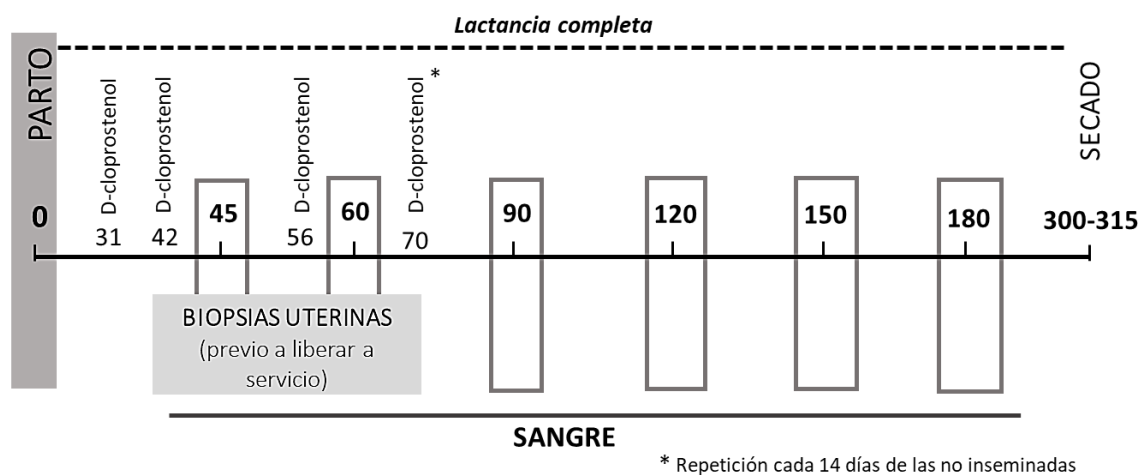 Lactancia completa
PARTO
D-cloprostenol
D-cloprostenol
D-cloprostenol
D-cloprostenol *
SECADO
0
31
42
45
56
60
70
90
120
150
180
300-315
BIOPSIAS UTERINAS
(previo a liberar a
servicio)
SANGRE
* Repetición cada 14 días de las no inseminadas